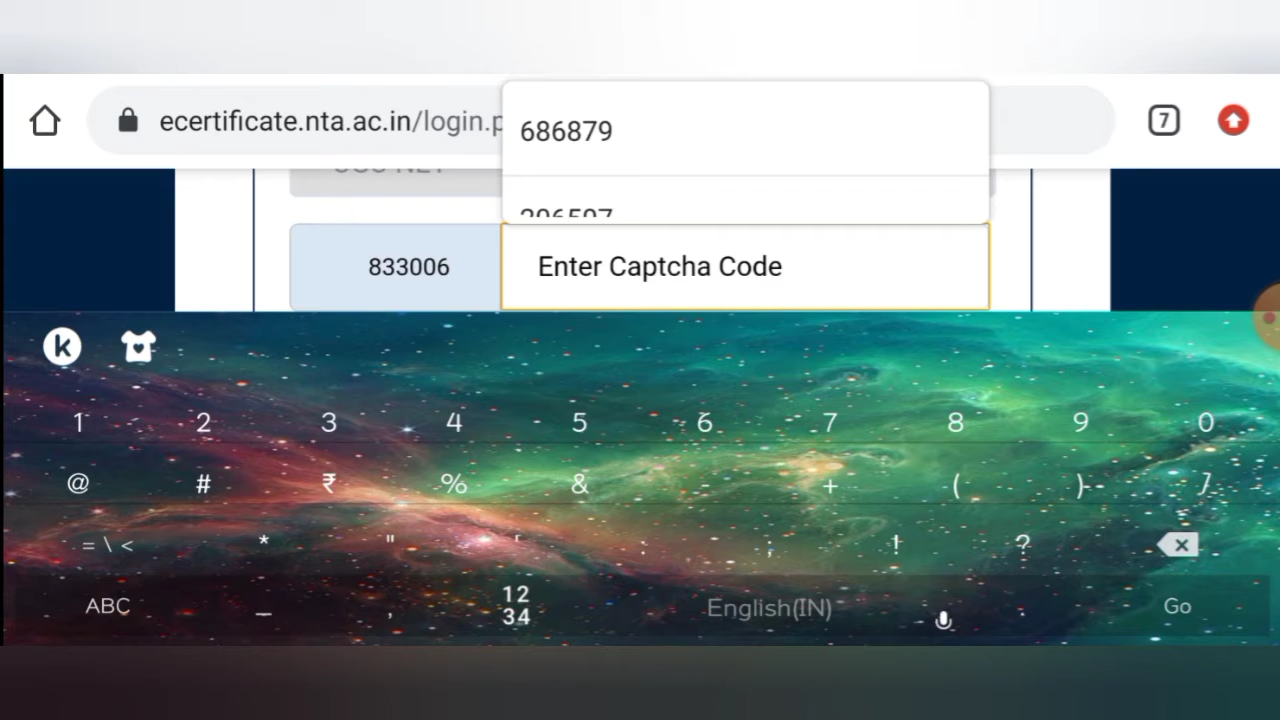 ecertificate.nta.ac.in/login.p
7
686879
833006
Enter Captcha Code
k
1 2 3 4 5 6 7 8 9 0
@ # ₹ % & - + ( ) /
= \ < * " ' : ; ! ?
ABC _ , 12 34 English(IN) . Go